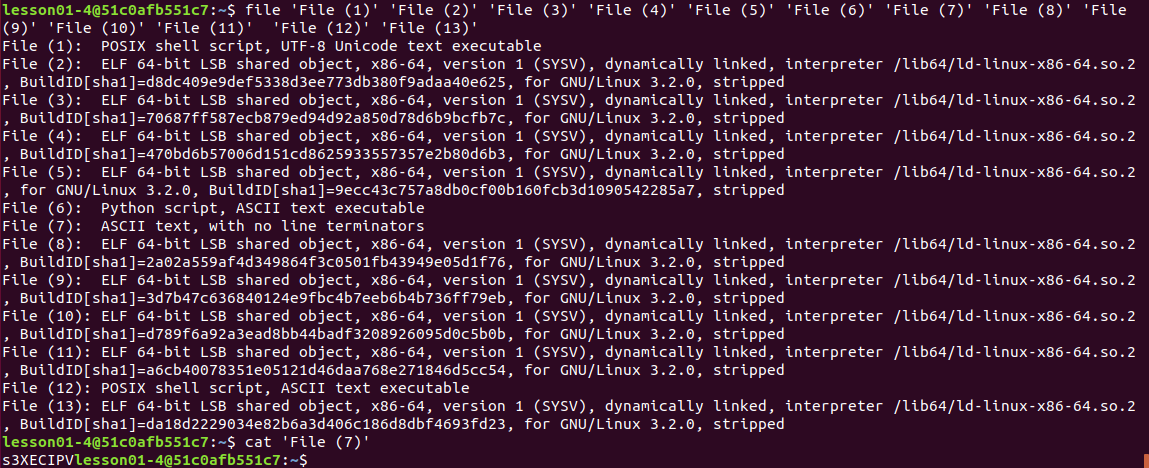 lesson01-4@51c0afb551c7:~$ file 'File (1)' 'File (2)' 'File (3)' 'File (4)' 'File (5)' 'File (6)' 'File (7)' 'File (8)' 'File
(9)' 'File (10)' 'File (11)'  'File (12)' 'File (13)'
File (1):  POSIX shell script, UTF-8 Unicode text executable
File (2):  ELF 64-bit LSB shared object, x86-64, version 1 (SYSV), dynamically linked, interpreter /lib64/ld-linux-x86-64.so.2
, BuildID[sha1]=d8dc409e9def5338d3ee773db380f9adaa40e625, for GNU/Linux 3.2.0, stripped
File (3):  ELF 64-bit LSB shared object, x86-64, version 1 (SYSV), dynamically linked, interpreter /lib64/ld-linux-x86-64.so.2
, BuildID[sha1]=70687ff587ecb879ed94d92a850d78d6b9bcfb7c, for GNU/Linux 3.2.0, stripped
File (4):  ELF 64-bit LSB shared object, x86-64, version 1 (SYSV), dynamically linked, interpreter /lib64/ld-linux-x86-64.so.2
, BuildID[sha1]=470bd6b57006d151cd8625933557357e2b80d6b3, for GNU/Linux 3.2.0, stripped
File (5):  ELF 64-bit LSB shared object, x86-64, version 1 (SYSV), dynamically linked, interpreter /lib64/ld-linux-x86-64.so.2
, for GNU/Linux 3.2.0, BuildID[sha1]=9ecc43c757a8db0cf00b160fcb3d1090542285a7, stripped
File (6):  Python script, ASCII text executable
File (7):  ASCII text, with no line terminators
File (8):  ELF 64-bit LSB shared object, x86-64, version 1 (SYSV), dynamically linked, interpreter /lib64/ld-linux-x86-64.so.2
, BuildID[sha1]=2a02a559af4d349864f3c0501fb43949e05d1f76, for GNU/Linux 3.2.0, stripped
File (9):  ELF 64-bit LSB shared object, x86-64, version 1 (SYSV), dynamically linked, interpreter /lib64/ld-linux-x86-64.so.2
, BuildID[sha1]=3d7b47c636840124e9fbc4b7eeb6b4b736ff79eb, for GNU/Linux 3.2.0, stripped
File (10): ELF 64-bit LSB shared object, x86-64, version 1 (SYSV), dynamically linked, interpreter /lib64/ld-linux-x86-64.so.2
, BuildID[sha1]=d789f6a92a3ead8bb44badf3208926095d0c5b0b, for GNU/Linux 3.2.0, stripped
File (11): ELF 64-bit LSB shared object, x86-64, version 1 (SYSV), dynamically linked, interpreter /lib64/ld-linux-x86-64.so.2
, BuildID[sha1]=a6cb40078351e05121d46daa768e271846d5cc54, for GNU/Linux 3.2.0, stripped
File (12): POSIX shell script, ASCII text executable
File (13): ELF 64-bit LSB shared object, x86-64, version 1 (SYSV), dynamically linked, interpreter /lib64/ld-linux-x86-64.so.2
, BuildID[sha1]=da18d2229034e82b6a3d406c186d8dbf4693fd23, for GNU/Linux 3.2.0, stripped
lesson01-4@51c0afb551c7:~$ cat 'File (7)'
s3XECIPVlesson01-4@51c0afb551c7:~$